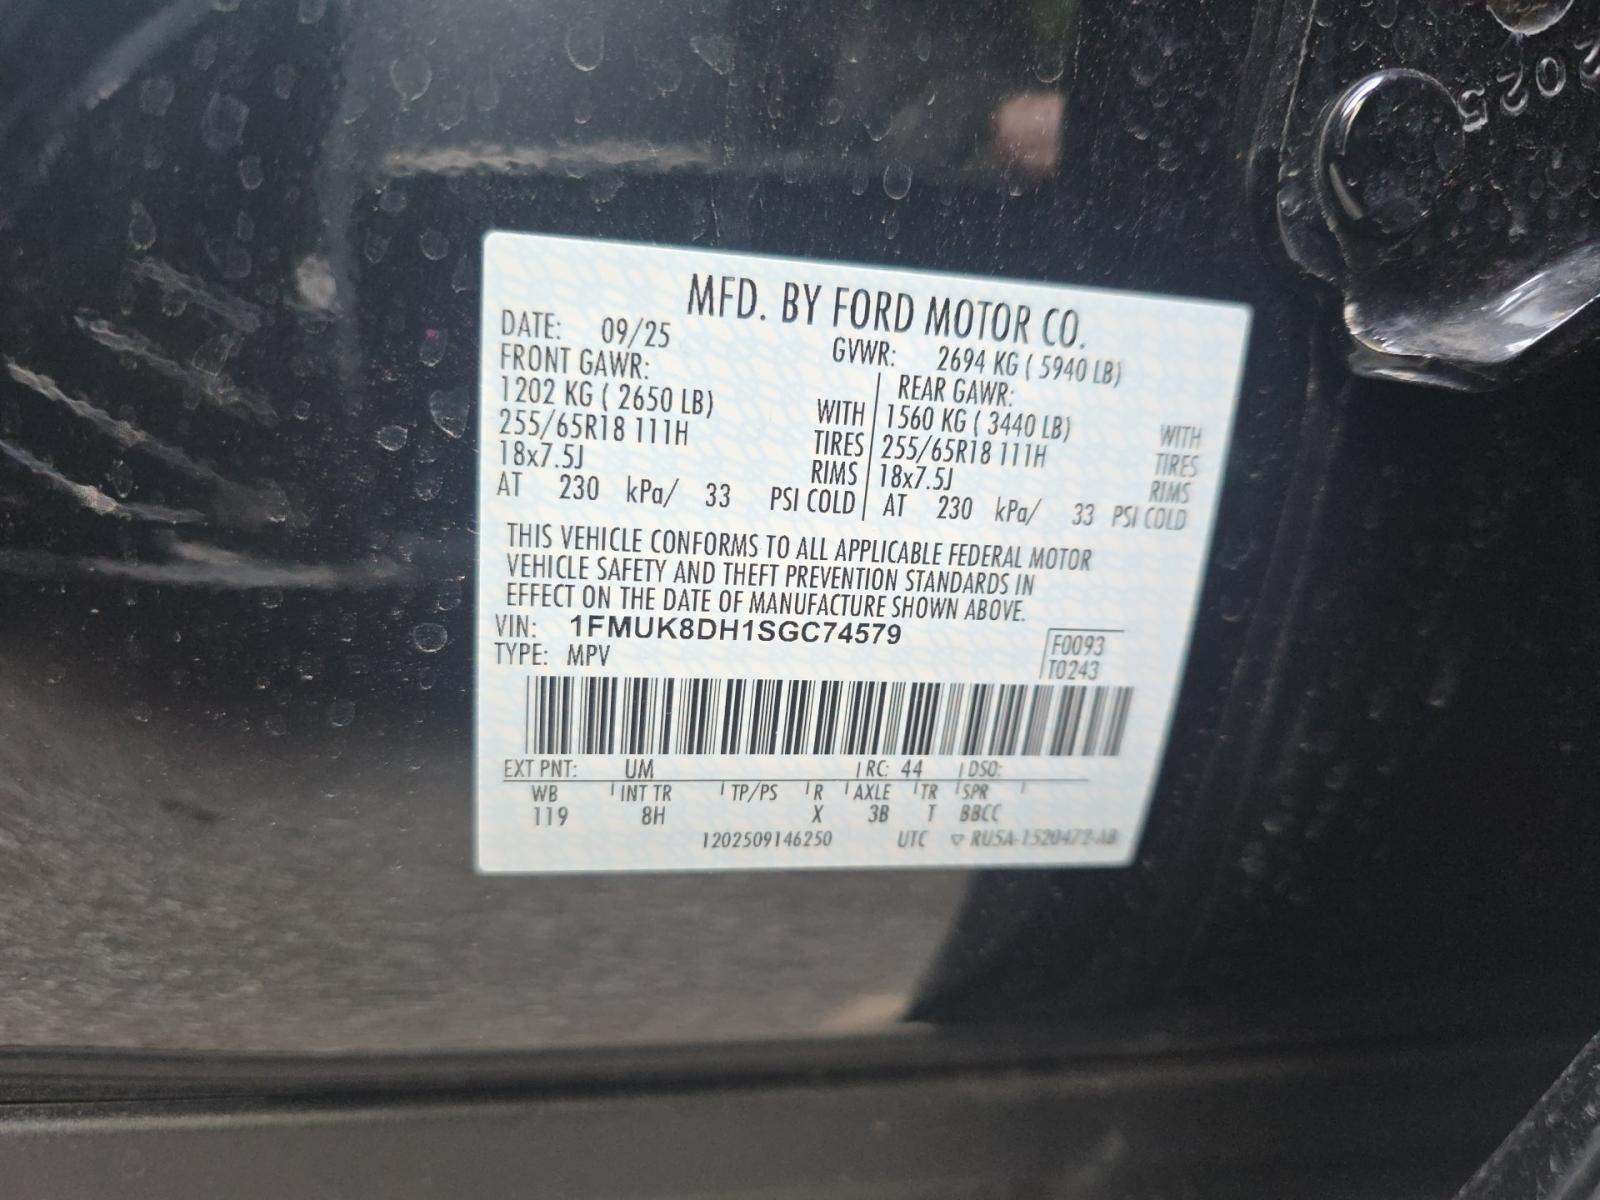 2025
MFD. BY FORD MOTOR CO.
DATE: 09/25 GVWR: 2694 KG ( 5940 LB)
FRONT GAWR: REAR GAWR:
1202 KG ( 2650 LB) WITH 1560 KG ( 3440 LB) WITH
255/65R18 111H TIRES 255/65R18 111H TIRES
18x7.5J RIMS 18x7.5J RIMS
AT 230 kPa/ 33 PSI COLD AT 230 kPa/ 33 PSI COLD
THIS VEHICLE CONFORMS TO ALL APPLICABLE FEDERAL MOTOR
VEHICLE SAFETY AND THEFT PREVENTION STANDARDS IN
EFFECT ON THE DATE OF MANUFACTURE SHOWN ABOVE.
VIN: 1FMUK8DH1SGC74579 F0093
TYPE: MPV T0243
EXT PNT: UM RC: 44 DSO:
WB INT TR TP/PS R AXLE TR SPR
119 8H X 3B T BBCC
1202509146250 UTC ▽ RU5A-1520472-AB